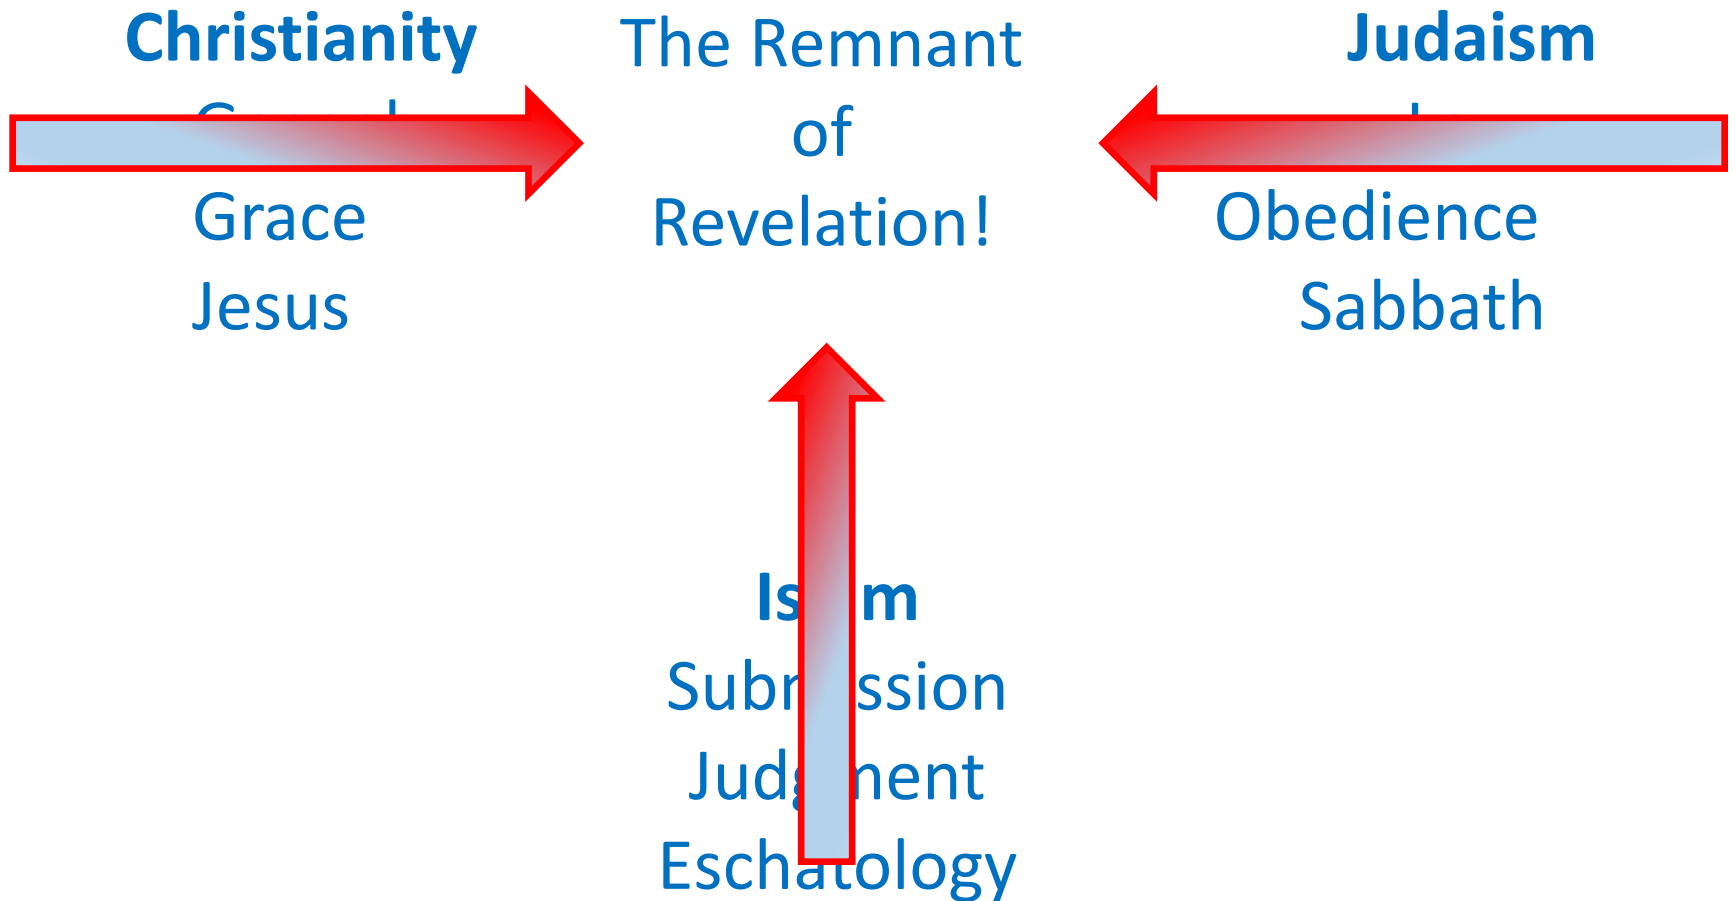 Christianity
Grace
Jesus
The Remnant
of
Revelation!
Judaism
Obedience
Sabbath
Islam
Submission
Judgment
Eschatology